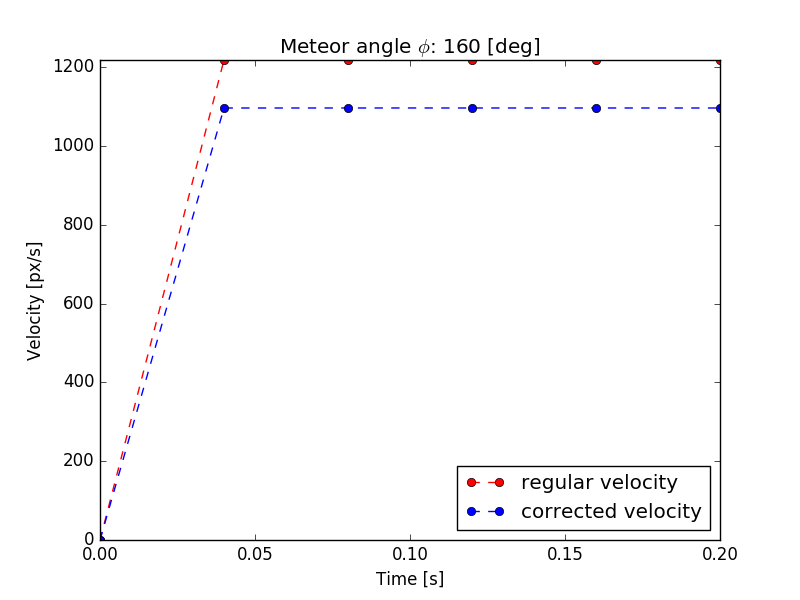 Meteor angle ϕ: 160 [deg]
1200
1000
800
600
400
200
0
Velocity [px/s]
regular velocity
corrected velocity
0.00 0.05 0.10 0.15 0.20
Time [s]